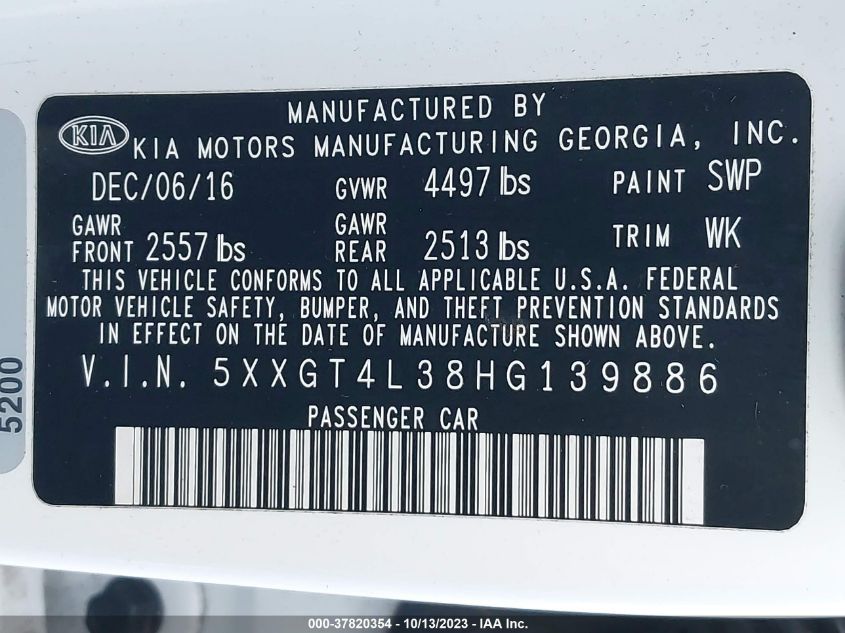 MANUFACTURED BY
KIA KIA MOTORS MANUFACTURING GEORGIA, INC.
DEC/06/16 GVWR 4497 lbs PAINT SWP
GAWR FRONT 2557 lbs GAWR REAR 2513 lbs TRIM WK
THIS VEHICLE CONFORMS TO ALL APPLICABLE U.S.A. FEDERAL
MOTOR VEHICLE SAFETY, BUMPER, AND THEFT PREVENTION STANDARDS
IN EFFECT ON THE DATE OF MANUFACTURE SHOWN ABOVE.
V.I.N. 5XXGT4L38HG139886
PASSENGER CAR
5200
000-37820354 - 10/13/2023 - IAA Inc.